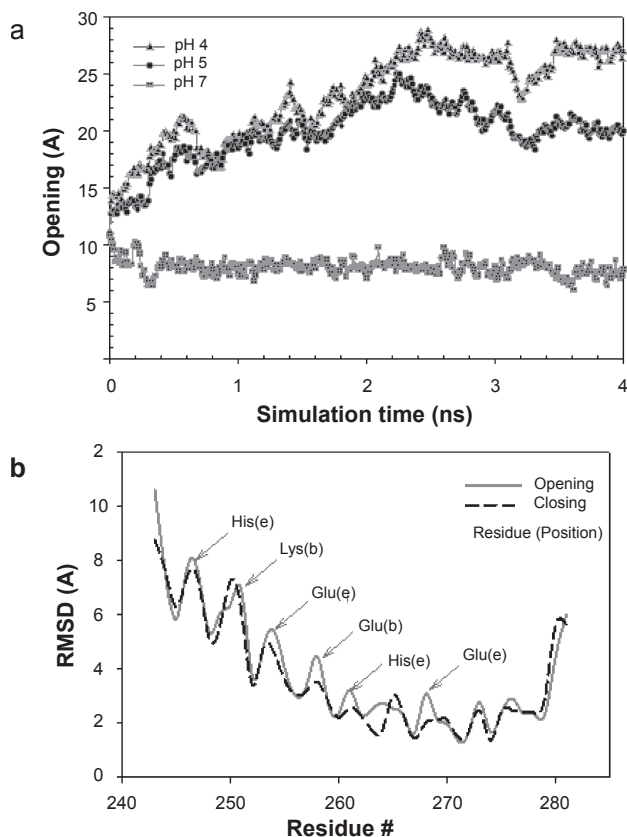 a
30
25
20
15
10
5
Opening (A)
pH 4
pH 5
pH 7
0
1
2
3
4
Simulation time (ns)
b
2
10
8
6
4
2
0
RMSD (A)
His(e)
Lys(b)
Glu(e)
Glu(b)
His(e)
Glu(e)
Opening
Closing
Residue (Position)
240
250
260
270
280
Residue #